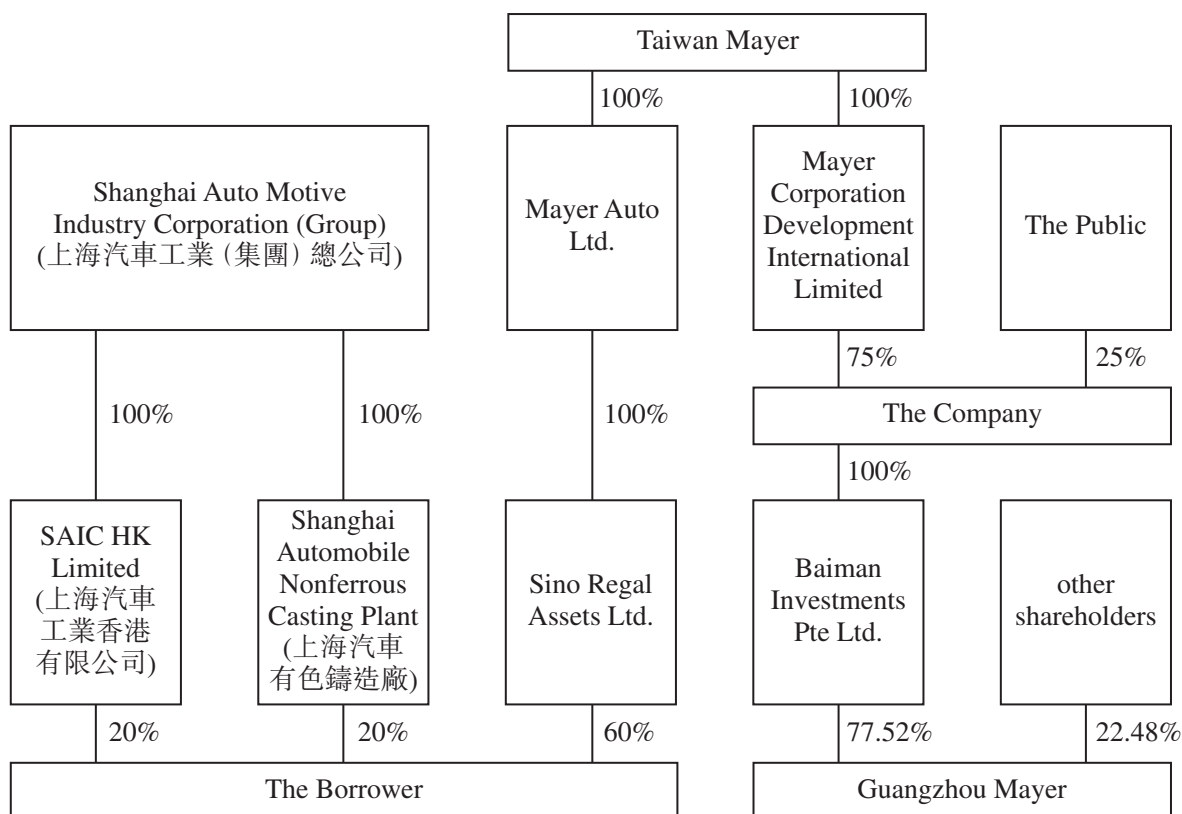 Taiwan Mayer
100%
100%
Shanghai Auto Motive
Industry Corporation (Group)
(上海汽車工業(集團)總公司)
Mayer Auto
Ltd.
Mayer
Corporation
Development
International
Limited
The Public
100%
100%
100%
75%
25%
The Company
100%
SAIC HK
Limited
(上海汽車
工業香港
有限公司)
Shanghai
Automobile
Nonferrous
Casting Plant
(上海汽車
有色鑄造廠)
Sino Regal
Assets Ltd.
Baiman
Investments
Pte Ltd.
other
shareholders
20%
20%
60%
77.52%
22.48%
The Borrower
Guangzhou Mayer